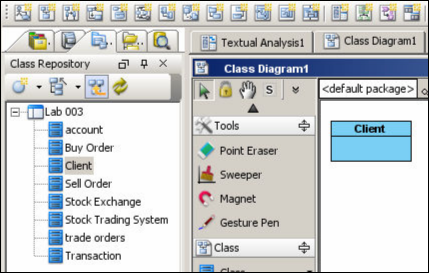 Textual Analysis1
Class Diagram1
Class Repository
Class Diagram1
S
<default package>
Lab 003
account
Buy Order
Client
Sell Order
Stock Exchange
Stock Trading System
trade orders
Transaction
Tools
Point Eraser
Sweeper
Magnet
Gesture Pen
Class
Class
Client